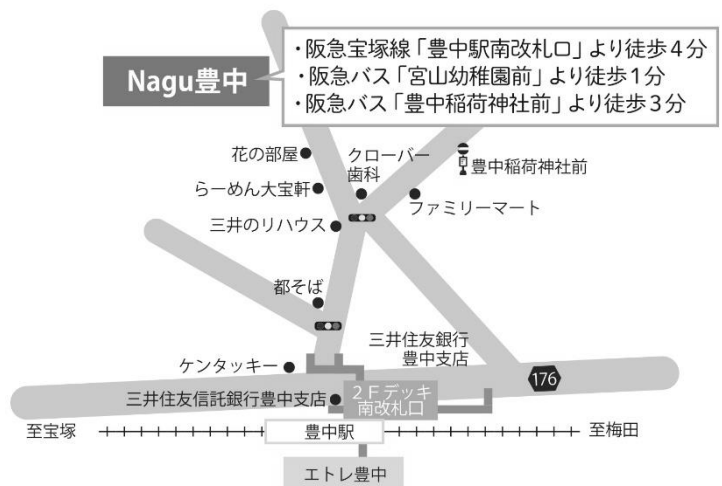 Nagu豊中
・阪急宝塚線「豊中駅南改札口」より徒歩4分
・阪急バス「宮山幼稚園前」より徒歩1分
・阪急バス「豊中稲荷神社前」より徒歩3分
花の部屋
クローバー
歯科
豊中稲荷神社前
らーめん大宝軒
ファミリーマート
三井のリハウス
都そば
三井住友銀行
豊中支店
ケンタッキー
176
三井住友信託銀行豊中支店
2Fデッキ
南改札口
至宝塚
豊中駅
至梅田
エトレ豊中